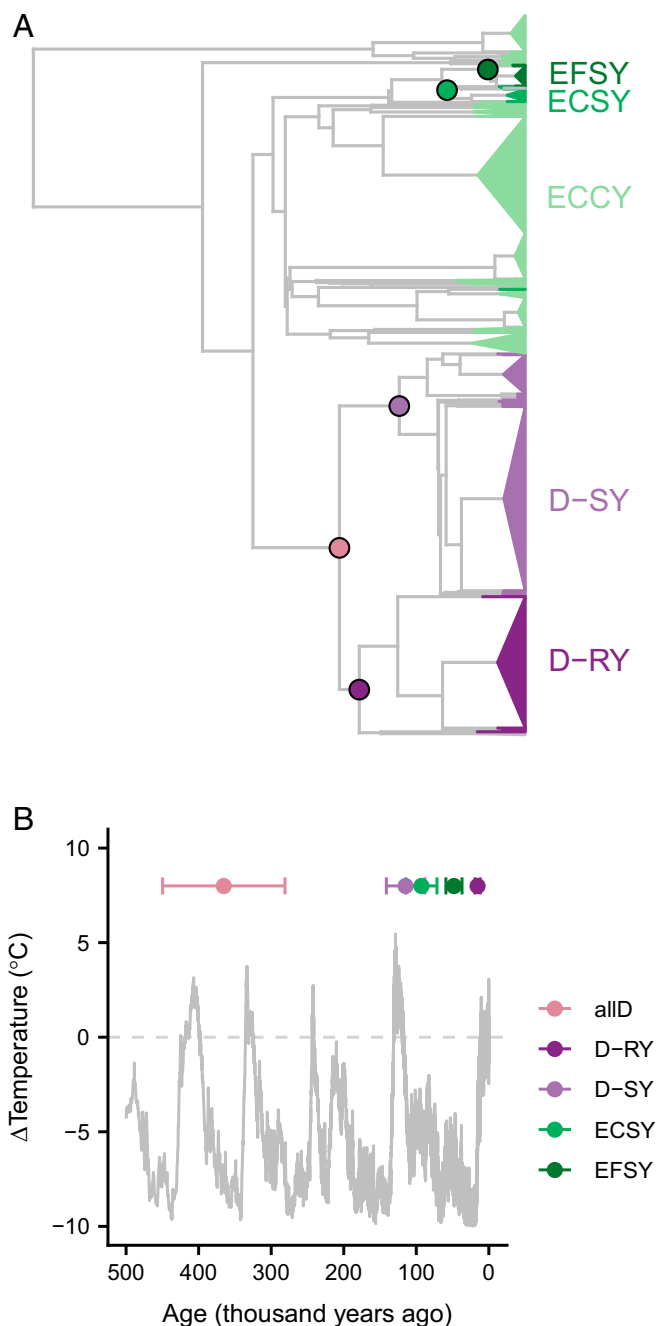 A
EFSY
ECSY
ECCY
D−SY
D−RY
B
10
5
0
−5
−10
ΔTemperature (°C)
500 400 300 200 100 0
Age (thousand years ago)
allD
D−RY
D−SY
ECSY
EFSY